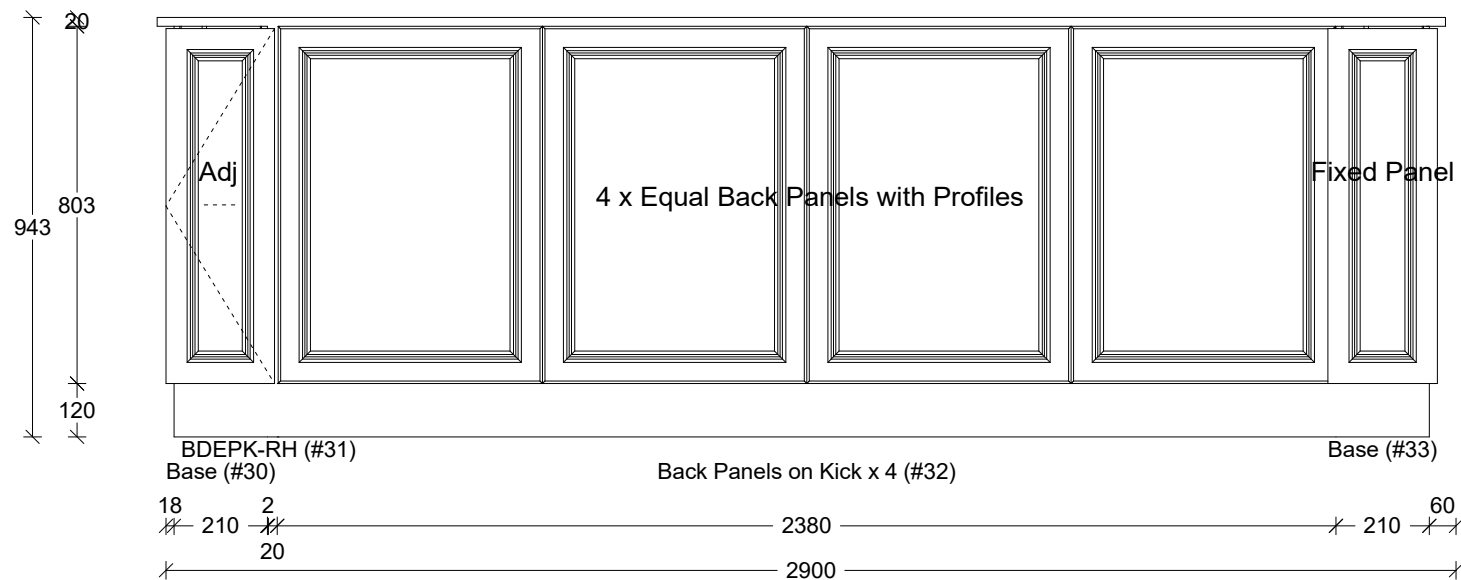 20
Adj
Fixed Panel
4 x Equal Back Panels with Profiles
803
943
120
BDEPK-RH (#31)
Base (#33)
Base (#30)
Back Panels on Kick x 4 (#32)
18
2
60
210
2380
210
20
2900